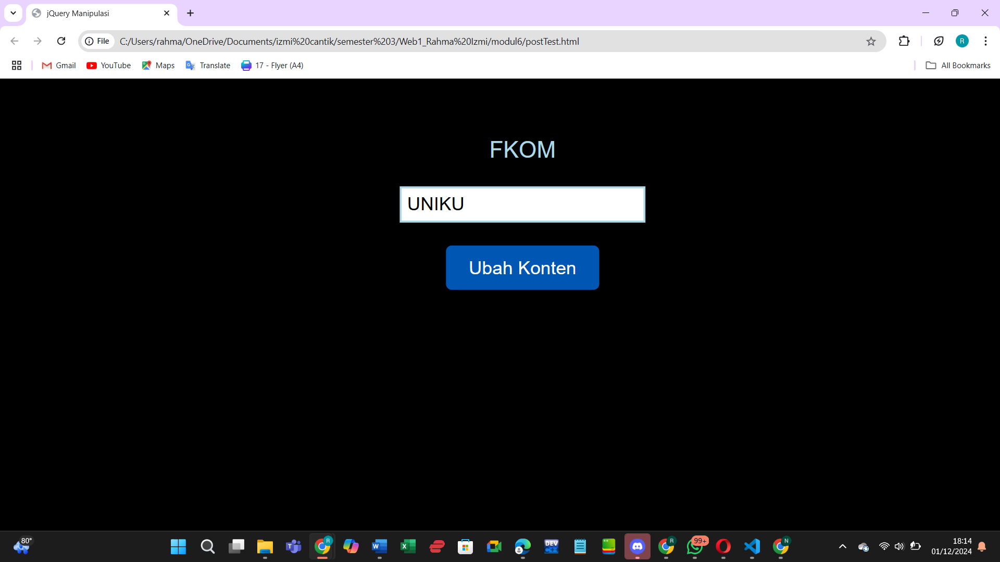 jQuery Manipulasi
File
C:/Users/rahma/OneDrive/Documents/izmi%20cantik/semester%203/Web1_Rahma%20Izmi/modul6/postTest.html
R
Gmail
YouTube
Maps
Translate
17 - Flyer (A4)
All Bookmarks
FKOM
UNIKU
Ubah Konten
80°
R
DEV
R
99+
N
18:14
01/12/2024